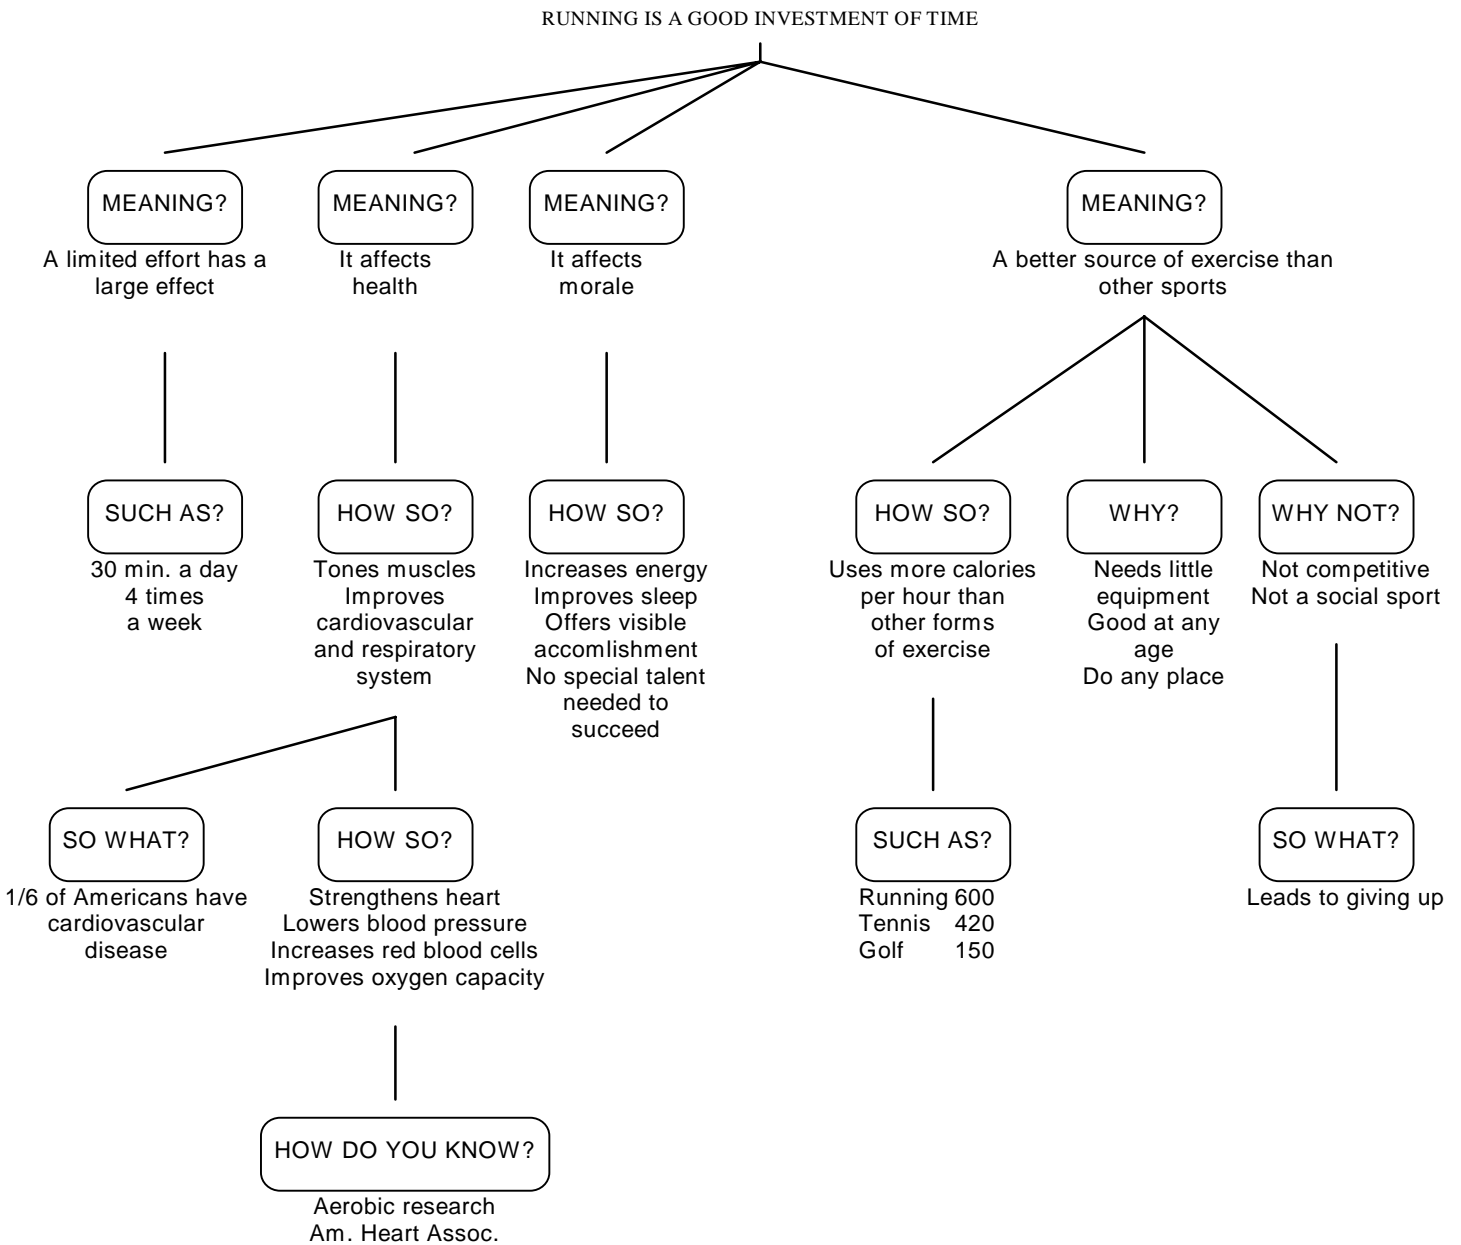 RUNNING IS A GOOD INVESTMENT OF TIME
MEANING?
A limited effort has a
large effect
MEANING?
It affects
health
MEANING?
It affects
morale
MEANING?
A better source of exercise than
other sports
SUCH AS?
30 min. a day
4 times
a week
HOW SO?
Tones muscles
Improves
cardiovascular
and respiratory
system
HOW SO?
Increases energy
Improves sleep
Offers visible
accomlishment
No special talent
needed to
succeed
HOW SO?
Uses more calories
per hour than
other forms
of exercise
WHY?
Needs little
equipment
Good at any
age
Do any place
WHY NOT?
Not competitive
Not a social sport
SO WHAT?
1/6 of Americans have
cardiovascular
disease
HOW SO?
Strengthens heart
Lowers blood pressure
Increases red blood cells
Improves oxygen capacity
SUCH AS?
Running 600
Tennis 420
Golf 150
SO WHAT?
Leads to giving up
HOW DO YOU KNOW?
Aerobic research
Am. Heart Assoc.